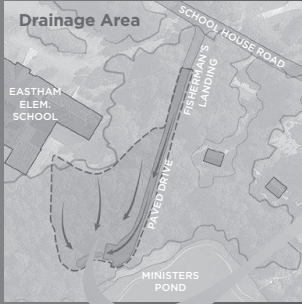 Drainage Area
SCHOOL HOUSE ROAD
FISHERMAN'S
LANDING
EASTHAM
ELEM.
SCHOOL
PAVED DRIVE
MINISTERS
POND